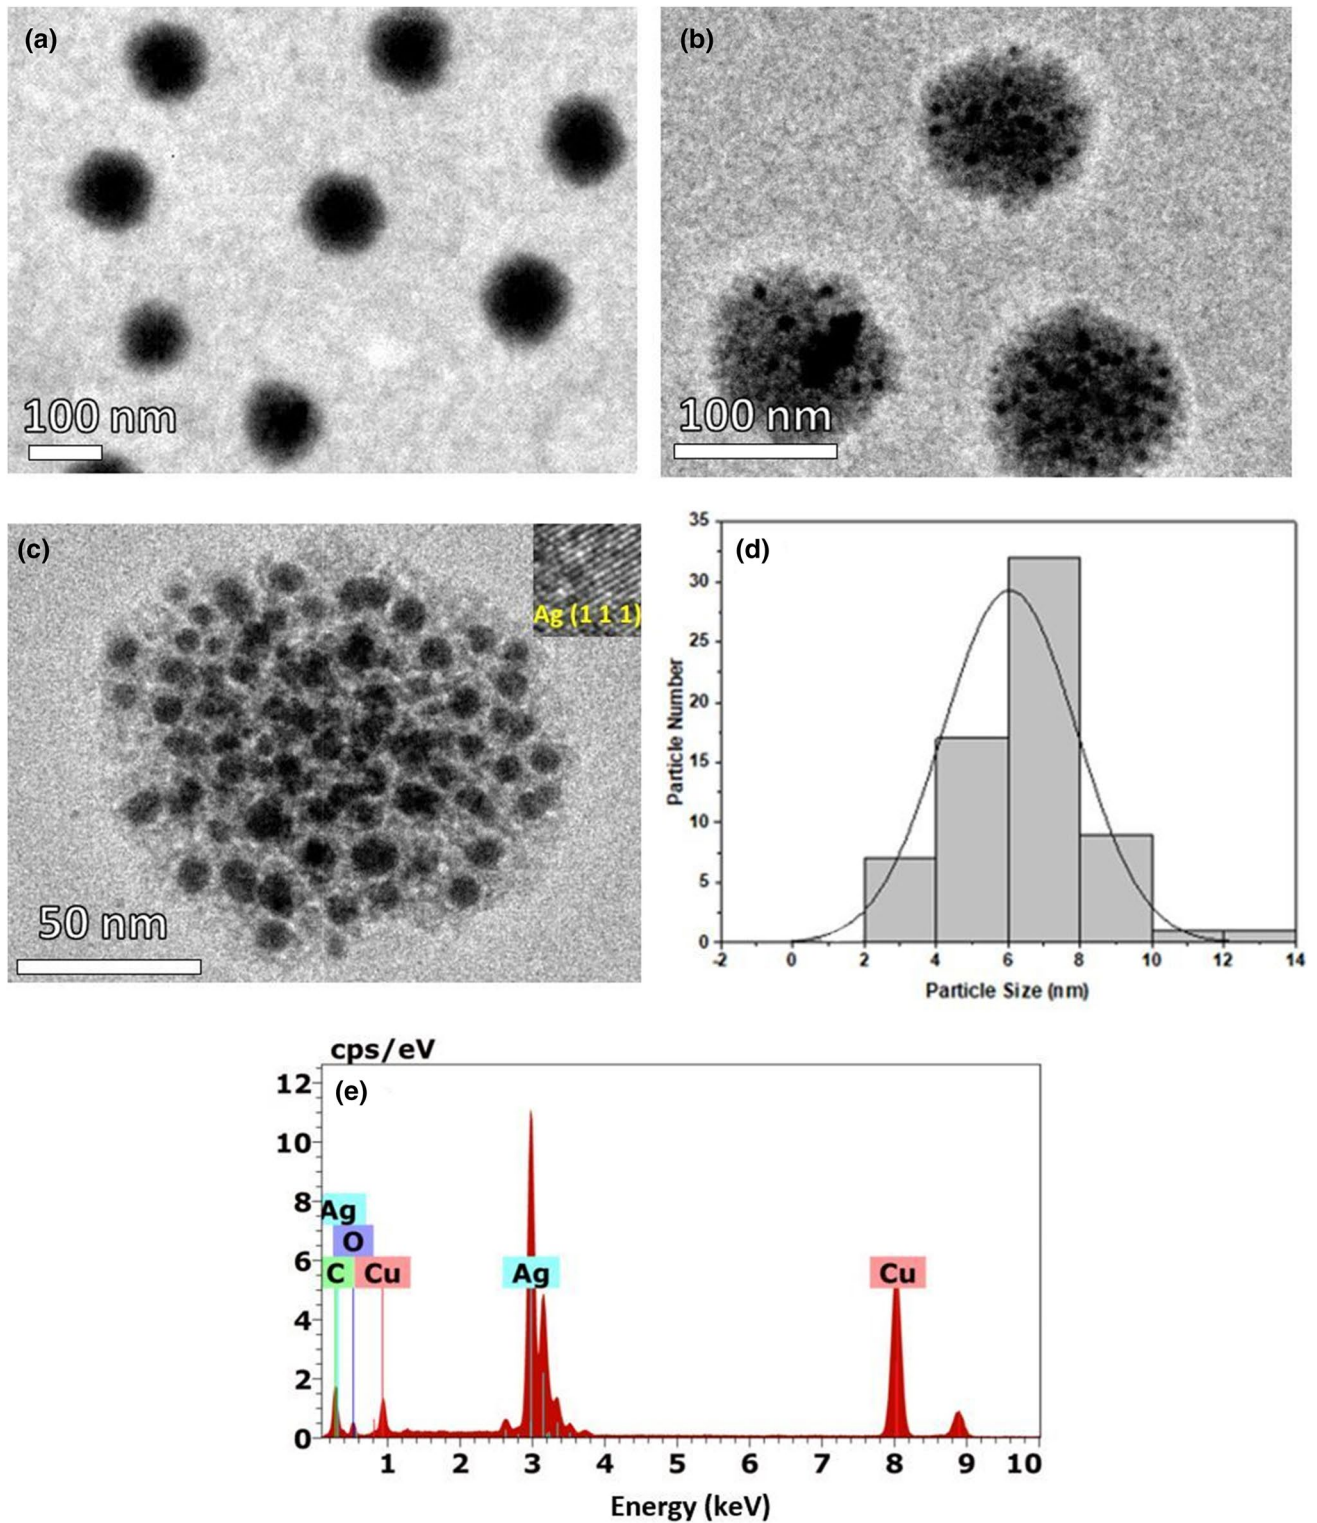 (a)
100 nm
(b)
100 nm
(c)
Ag (1 1 1)
50 nm
(d)
35
30
25
20
15
10
5
0
Particle Number
-2 0 2 4 6 8 10 12 14
Particle Size (nm)
cps/eV
(e)
12
10
8
6
4
2
0
Ag
O
C Cu Ag Cu
1 2 3 4 5 6 7 8 9 10
Energy (keV)